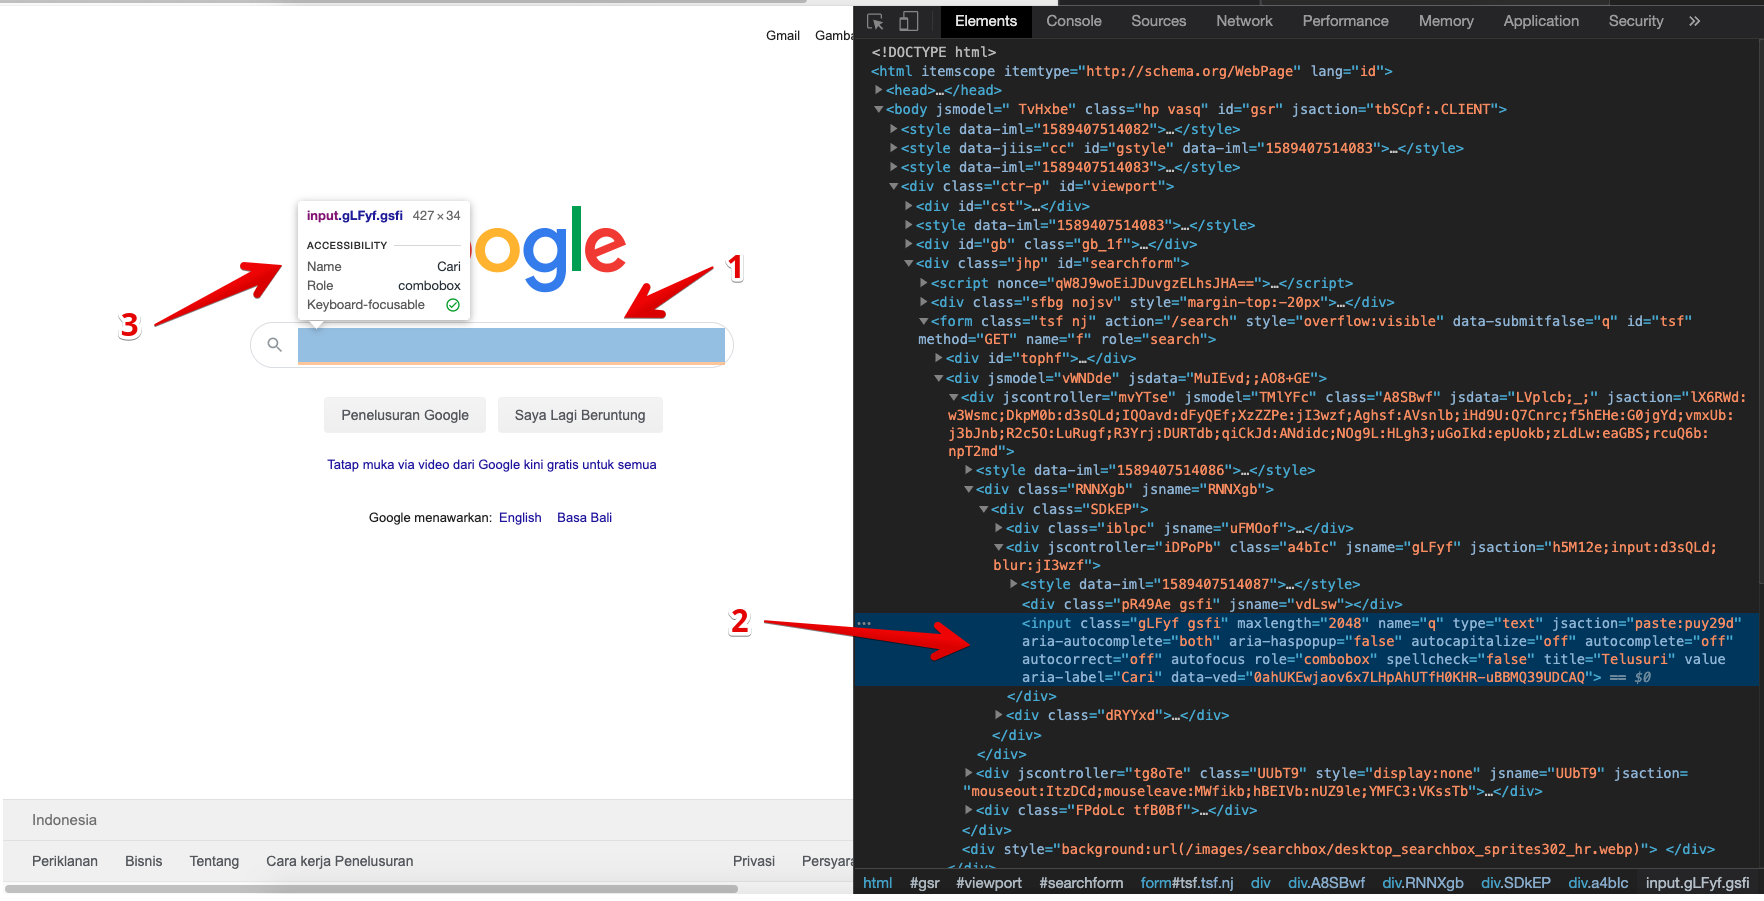 Gmail Gamba
input.gLFyf.gsfi 427 × 34
ACCESSIBILITY
Name Cari
Role combobox
Keyboard-focusable
ogle
1
3
Penelusuran Google Saya Lagi Beruntung
Tatap muka via video dari Google kini gratis untuk semua
Google menawarkan: English Basa Bali
2
Indonesia
Periklanan Bisnis Tentang Cara kerja Penelusuran Privasi Persyara
Elements Console Sources Network Performance Memory Application Security »
<!DOCTYPE html>
<html itemscope itemtype="http://schema.org/WebPage" lang="id">
<head>…</head>
<body jsmodel=" TvHxbe" class="hp vasq" id="gsr" jsaction="tbSCpf:.CLIENT">
<style data-iml="1589407514082">…</style>
<style data-jiis="cc" id="gstyle" data-iml="1589407514083">…</style>
<style data-iml="1589407514083">…</style>
<div class="ctr-p" id="viewport">
<div id="cst">…</div>
<style data-iml="1589407514083">…</style>
<div id="gb" class="gb_1f">…</div>
<div class="jhp" id="searchform">
<script nonce="qW8J9woEiJDuvgzELhsJHA==">…</script>
<div class="sfbg nojsv" style="margin-top:-20px">…</div>
<form class="tsf nj" action="/search" style="overflow:visible" data-submitfalse="q" id="tsf"
method="GET" name="f" role="search">
<div id="tophf">…</div>
<div jsmodel="vWNDde" jsdata="MuIEvd;;AO8+GE">
<div jscontroller="mvYTse" jsmodel="TMlYFc" class="A8SBwf" jsdata="LVplcb;_;" jsaction="lX6RWd:
w3Wsmc;DkpM0b:d3sQLd;IQOavd:dFyQEf;XzZZPe:jI3wzf;Aghsf:AVsnlb;iHd9U:Q7Cnrc;f5hEHe:G0jgYd;vmxUb:
j3bJnb;R2c5O:LuRugf;R3Yrj:DURTdb;qiCkJd:ANdidc;NOg9L:HLgh3;uGoIkd:epUokb;zLdLw:eaGBS;rcuQ6b:
npT2md">
<style data-iml="1589407514086">…</style>
<div class="RNNXgb" jsname="RNNXgb">
<div class="SDkEP">
<div class="iblpc" jsname="uFMOof">…</div>
<div jscontroller="iDPoPb" class="a4bIc" jsname="gLFyf" jsaction="h5M12e;input:d3sQLd;
blur:jI3wzf">
<style data-iml="1589407514087">…</style>
<div class="pR49Ae gsfi" jsname="vdLsw"></div>
<input class="gLFyf gsfi" maxlength="2048" name="q" type="text" jsaction="paste:puy29d"
aria-autocomplete="both" aria-haspopup="false" autocapitalize="off" autocomplete="off"
autocorrect="off" autofocus role="combobox" spellcheck="false" title="Telusuri" value
aria-label="Cari" data-ved="0ahUKEwjaov6x7LHpAhUTfH0KHR-uBBMQ39UDCAQ"> == $0
</div>
<div class="dRYYxd">…</div>
</div>
</div>
<div jscontroller="tg8oTe" class="UUbT9" style="display:none" jsname="UUbT9" jsaction=
"mouseout:ItzDCd;mouseleave:MWfikb;hBEIVb:nUZ9le;YMFC3:VKssTb">…</div>
<div class="FPdoLc tfB0Bf">…</div>
</div>
<div style="background:url(/images/searchbox/desktop_searchbox_sprites302_hr.webp)"> </div>
</div>
html #gsr #viewport #searchform form#tsf.tsf.nj div div.A8SBwf div.RNNXgb div.SDkEP div.a4bIc input.gLFyf.gsfi